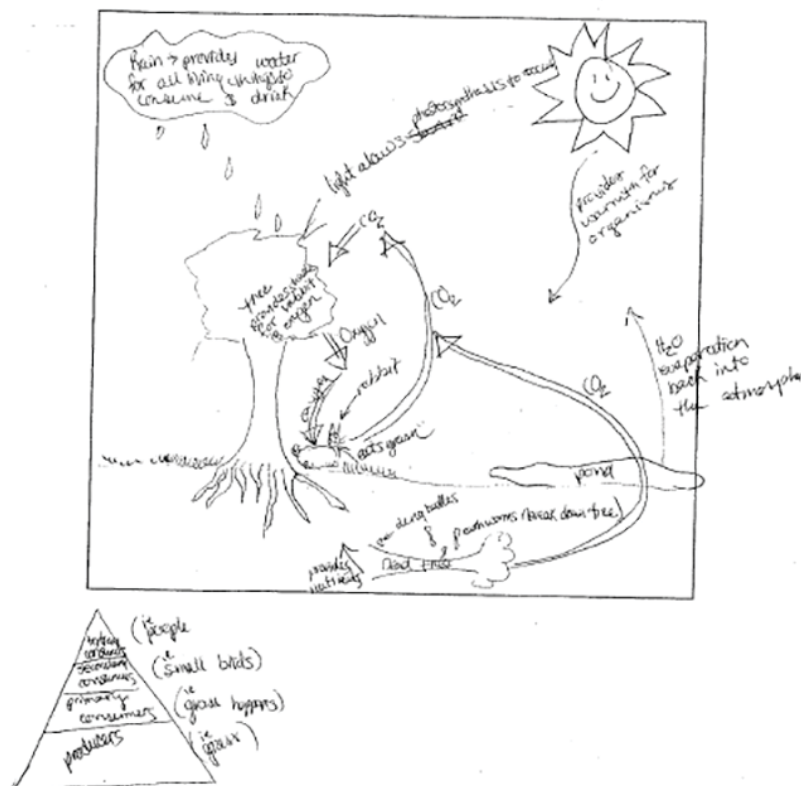 Rain → provides water
for all living things to
consume & drink
light allows photosynthesis to occur
provides
warmth for
organisms
CO2
tree
provides
for rabbit
& oxygen
Oxygen
oxygen
rabbit
eats grass
CO2
CO2
H2O
evaporation
back into
the atmosphere
pond
earthworms (break down tree)
provides
nutrients
dead tree
tertiary
consumers
(ie
people
secondary
consumers
(ie
small birds)
primary
consumers
(ie
grass hoppers)
producers
(ie
grass)